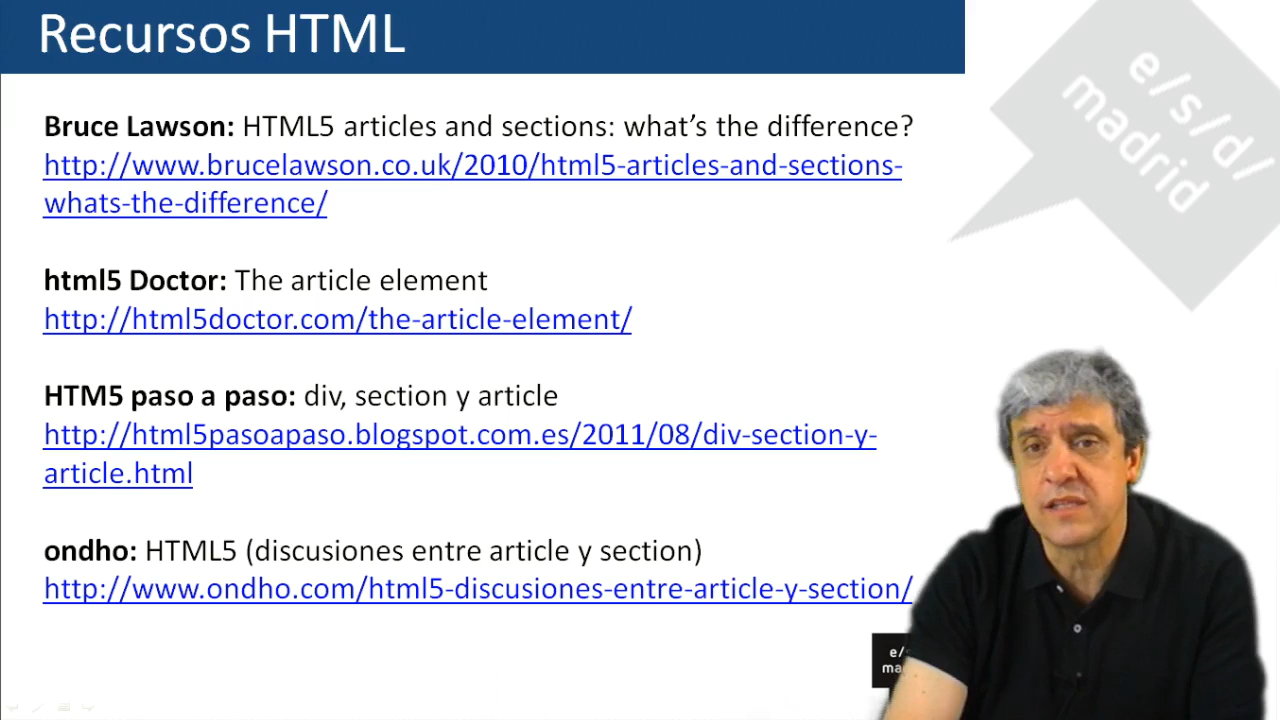 Recursos HTML
e/s/d/
madrid
Bruce Lawson: HTML5 articles and sections: what’s the difference?
http://www.brucelawson.co.uk/2010/html5-articles-and-sections-
whats-the-difference/
html5 Doctor: The article element
http://html5doctor.com/the-article-element/
HTM5 paso a paso: div, section y article
http://html5pasoapaso.blogspot.com.es/2011/08/div-section-y-
article.html
ondho: HTML5 (discusiones entre article y section)
http://www.ondho.com/html5-discusiones-entre-article-y-section/
e/
ma